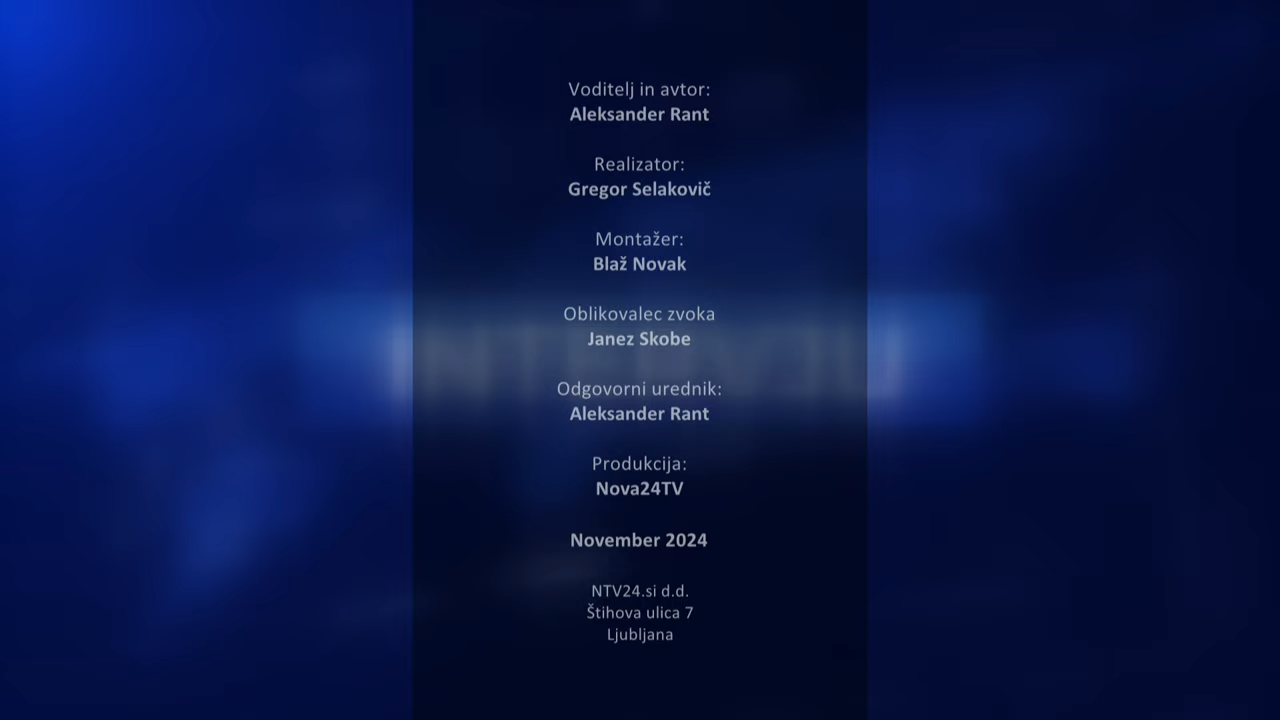 Voditelj in avtor:
Aleksander Rant
Realizator:
Gregor Selakovič
Montažer:
Blaž Novak
Oblikovalec zvoka
Janez Skobe
INTERVJU
Odgovorni urednik:
Aleksander Rant
Produkcija:
Nova24TV
November 2024
NTV24.si d.d.
Štihova ulica 7
Ljubljana